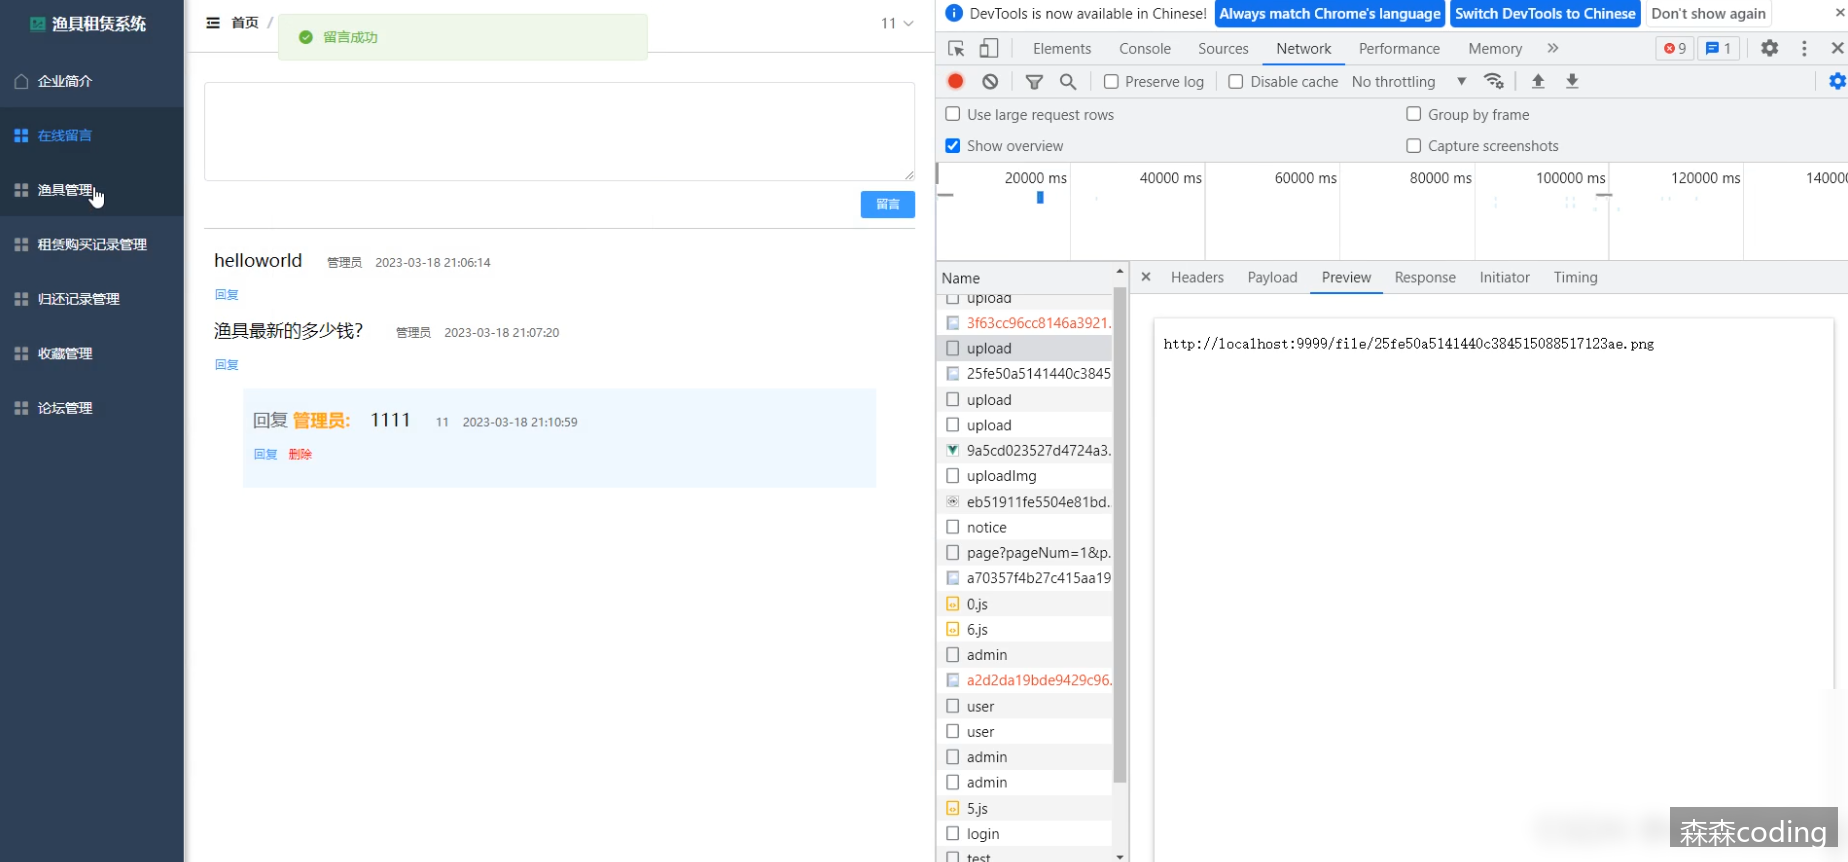 渔具租赁系统
企业简介
在线留言
渔具管理
租赁购买记录管理
归还记录管理
收藏管理
论坛管理
首页 /
留言成功
11
留言
helloworld 管理员 2023-03-18 21:06:14
回复
渔具最新的多少钱? 管理员 2023-03-18 21:07:20
回复
回复 管理员: 1111 11 2023-03-18 21:10:59
回复 删除
DevTools is now available in Chinese! Always match Chrome's language Switch DevTools to Chinese Don't show again
Elements Console Sources Network Performance Memory 9 1
Preserve log Disable cache No throttling
Use large request rows Group by frame
Show overview Capture screenshots
20000 ms 40000 ms 60000 ms 80000 ms 100000 ms 120000 ms 14000
Name
Headers Payload Preview Response Initiator Timing
upload
3f63cc96cc8146a3921.
upload
25fe50a5141440c3845
upload
upload
9a5cd023527d4724a3.
uploadImg
eb51911fe5504e81bd.
notice
page?pageNum=1&p.
a70357f4b27c415aa19
0.js
6.js
admin
a2d2da19bde9429c96.
user
user
admin
admin
5.js
login
test
http://localhost:9999/file/25fe50a5141440c384515088517123ae.png
森森coding